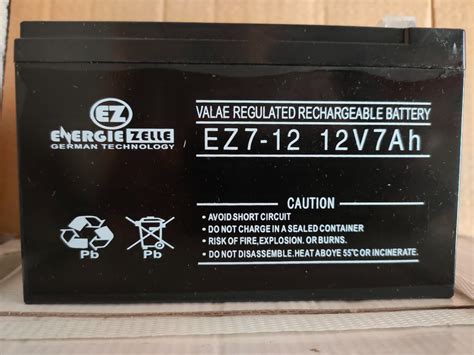 EZ
ENERGIE ZELLE
GERMAN TECHNOLOGY
VALAE REGULATED RECHARGEABLE BATTERY
EZ7-12 12V7Ah
CAUTION
• AVOID SHORT CIRCUIT
• DO NOT CHARGE IN A SEALED CONTAINER
• RISK OF FIRE,EXPLOSION. OR BURNS.
• DO NOT DISASSEMBLE.HEAT ABOYE 55°C OR INCINERATE.
Pb
Pb